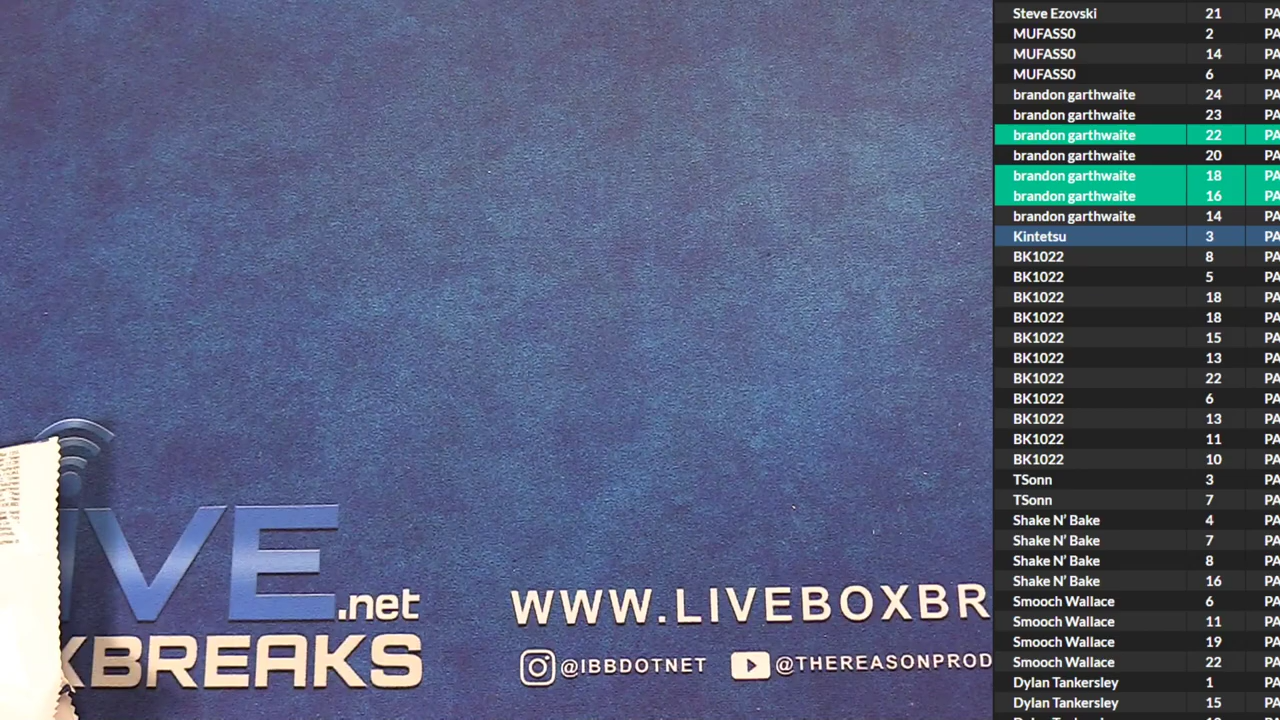 Steve Ezovski 21 PA
MUFASS0 2 PA
MUFASS0 14 PA
MUFASS0 6 PA
brandon garthwaite 24 PA
brandon garthwaite 23 PA
brandon garthwaite 22 PA
brandon garthwaite 20 PA
brandon garthwaite 18 PA
brandon garthwaite 16 PA
brandon garthwaite 14 PA
Kintetsu 3 PA
BK1022 8 PA
BK1022 5 PA
BK1022 18 PA
BK1022 18 PA
BK1022 15 PA
BK1022 13 PA
BK1022 22 PA
BK1022 6 PA
BK1022 13 PA
BK1022 11 PA
BK1022 10 PA
TSonn 3 PA
TSonn 7 PA
Shake N’ Bake 4 PA
Shake N’ Bake 7 PA
Shake N’ Bake 8 PA
Shake N’ Bake 16 PA
Smooch Wallace 6 PA
Smooch Wallace 11 PA
Smooch Wallace 19 PA
Smooch Wallace 22 PA
Dylan Tankersley 1 PA
Dylan Tankersley 15 PA
IVE.net
XBREAKS
WWW.LIVEBOXBR
@IBBDOTNET @THEREASONPROD